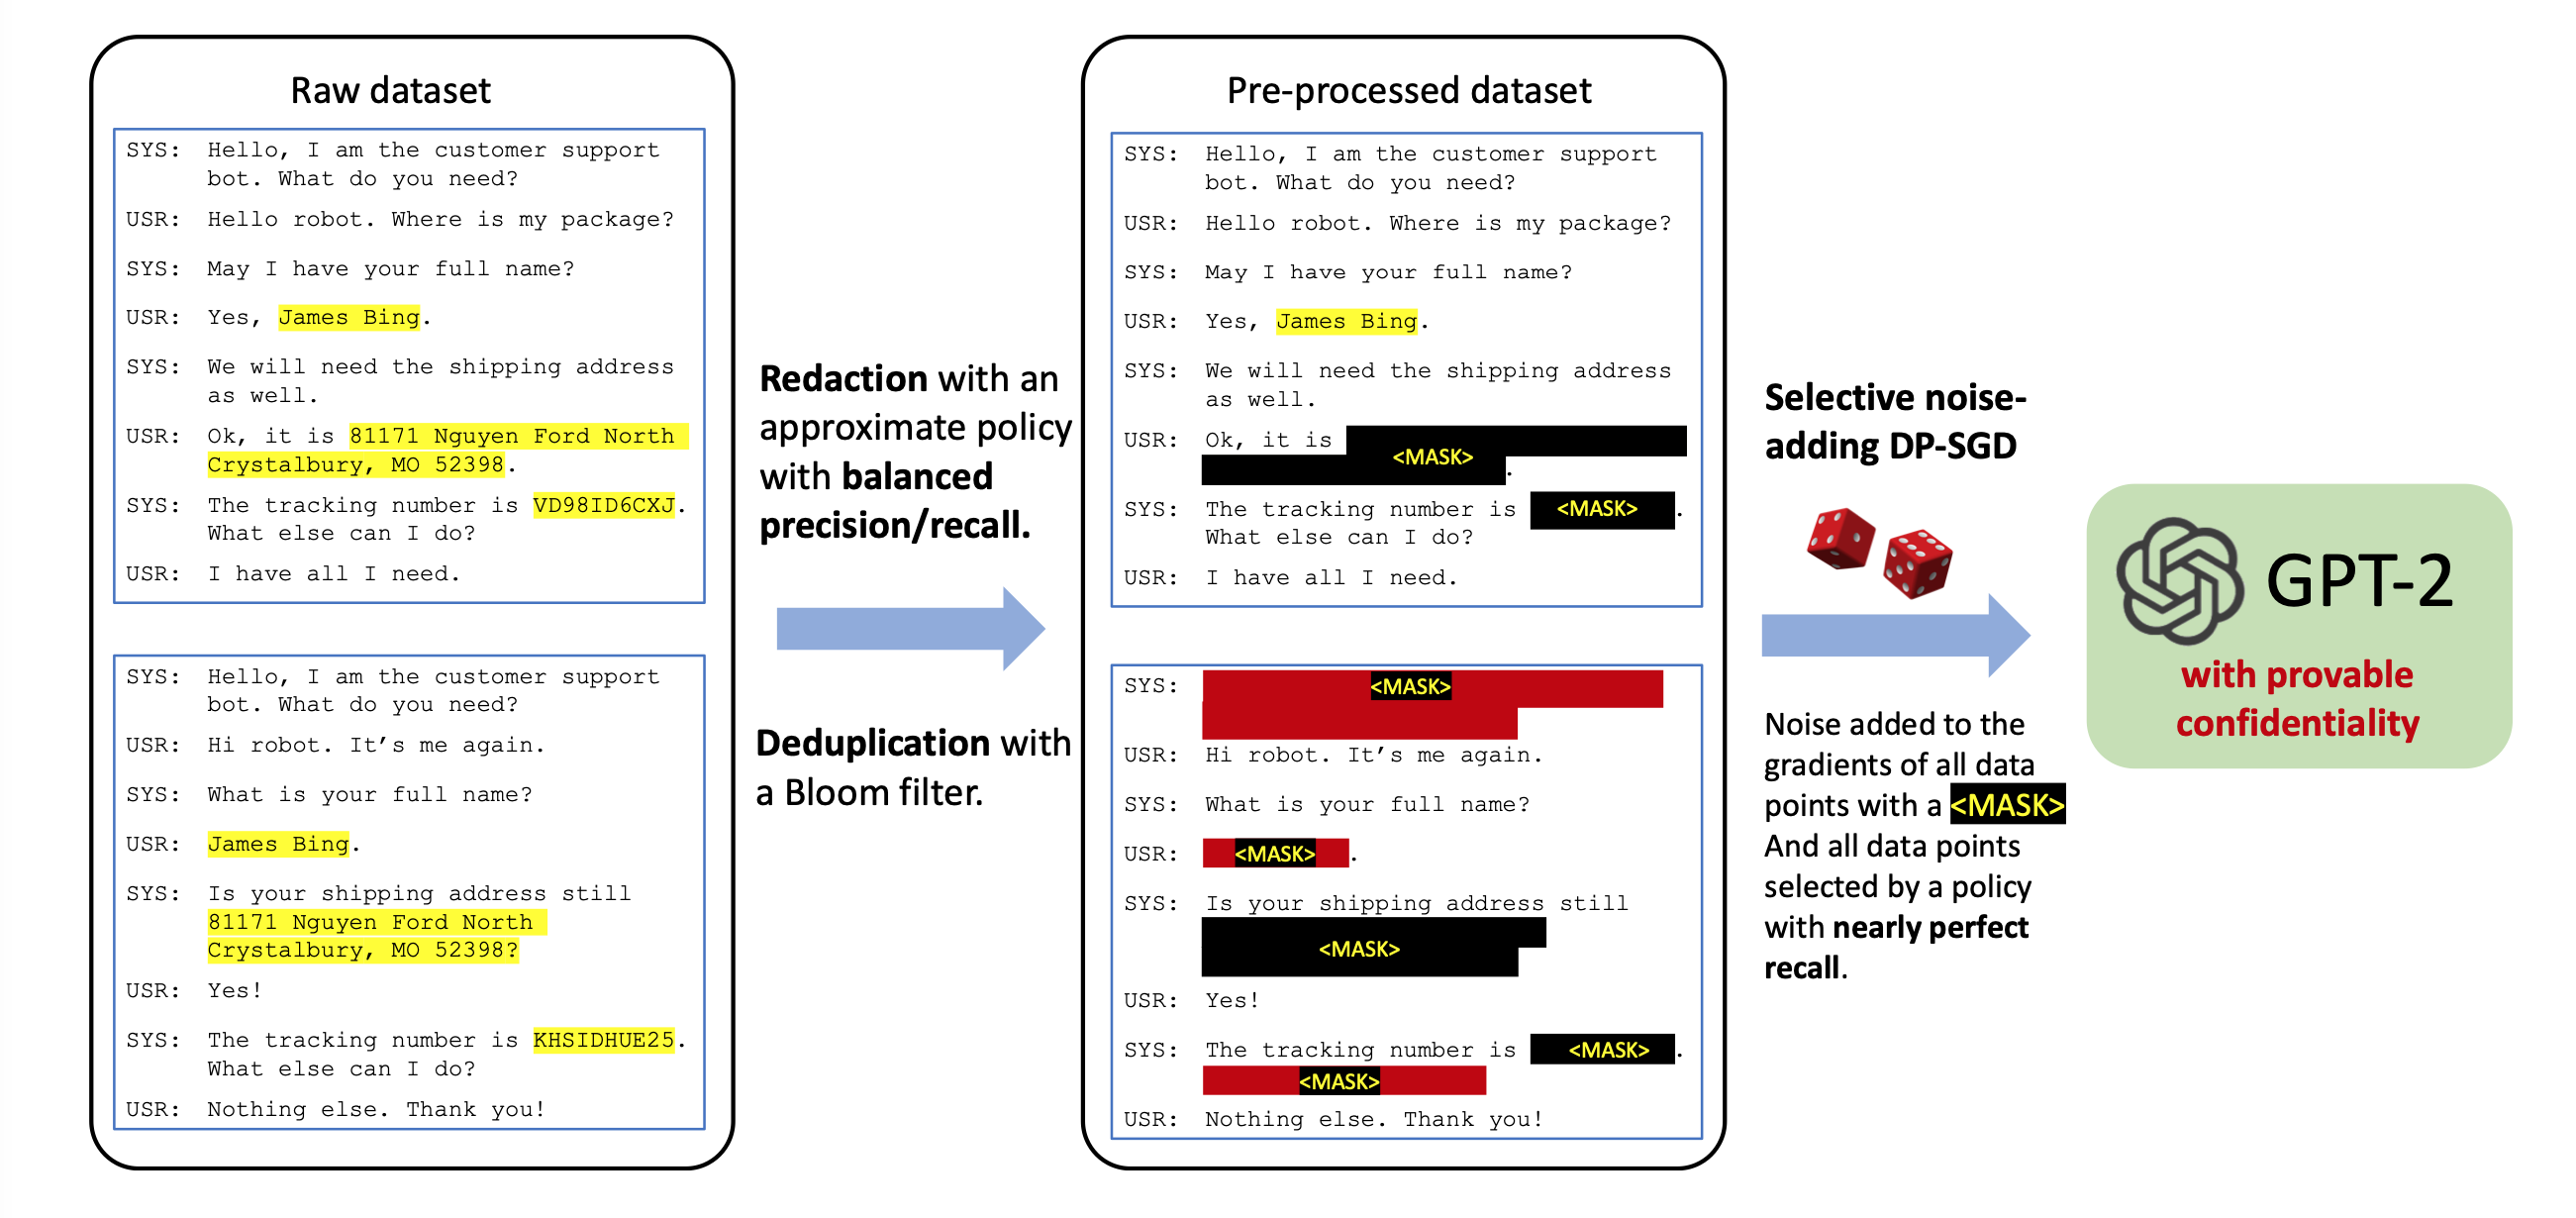 Raw dataset
SYS: Hello, I am the customer support
bot. What do you need?
USR: Hello robot. Where is my package?
SYS: May I have your full name?
USR: Yes, James Bing.
SYS: We will need the shipping address
as well.
USR: Ok, it is 81171 Nguyen Ford North
Crystalbury, MO 52398.
SYS: The tracking number is VD98ID6CXJ.
What else can I do?
USR: I have all I need.
SYS: Hello, I am the customer support
bot. What do you need?
USR: Hi robot. It's me again.
SYS: What is your full name?
USR: James Bing.
SYS: Is your shipping address still
81171 Nguyen Ford North
Crystalbury, MO 52398?
USR: Yes!
SYS: The tracking number is KHSIDHUE25.
What else can I do?
USR: Nothing else. Thank you!
Redaction with an
approximate policy
with balanced
precision/recall.
Deduplication with
a Bloom filter.
Pre-processed dataset
SYS: Hello, I am the customer support
bot. What do you need?
USR: Hello robot. Where is my package?
SYS: May I have your full name?
USR: Yes, James Bing.
SYS: We will need the shipping address
as well.
USR: Ok, it is
<MASK>.
SYS: The tracking number is <MASK>.
What else can I do?
USR: I have all I need.
SYS: <MASK>
USR: Hi robot. It's me again.
SYS: What is your full name?
USR: <MASK>.
SYS: Is your shipping address still
<MASK>
USR: Yes!
SYS: The tracking number is <MASK>.
<MASK>
USR: Nothing else. Thank you!
Selective noise-
adding DP-SGD
Noise added to the
gradients of all data
points with a <MASK>
And all data points
selected by a policy
with nearly perfect
recall.
GPT-2
with provable
confidentiality